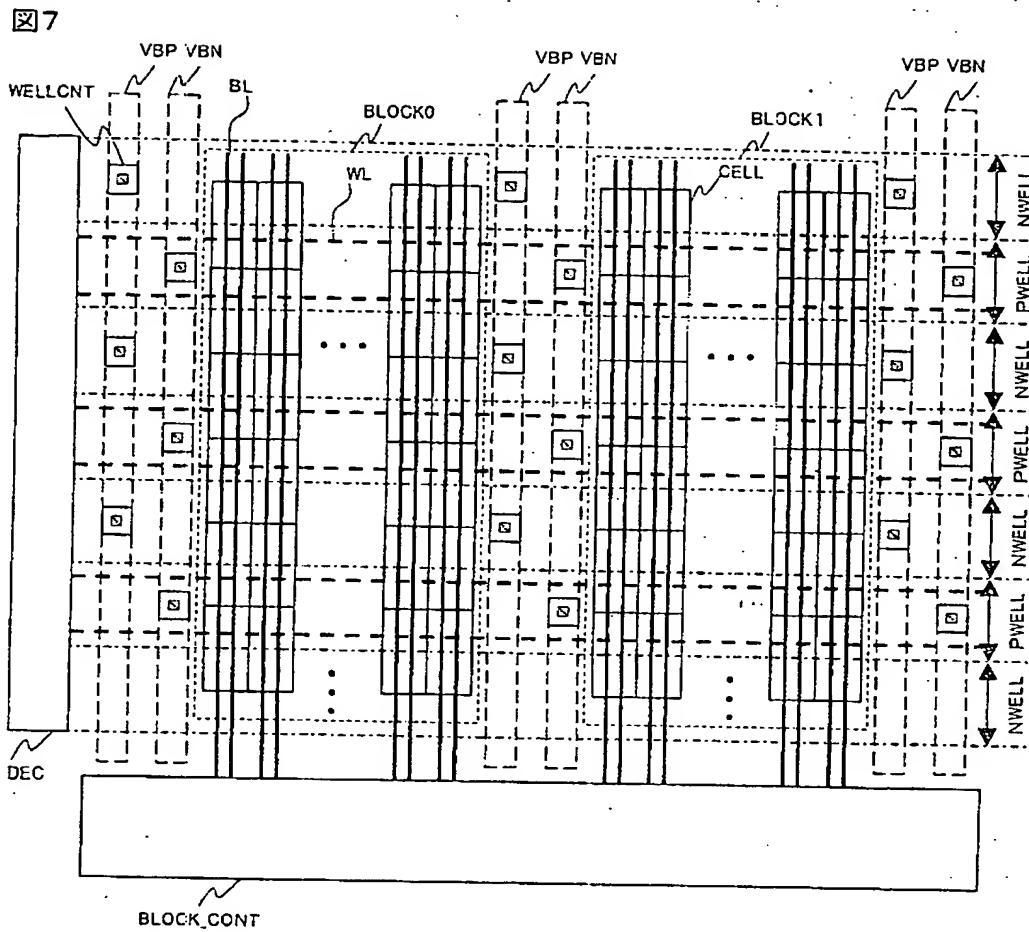 図7
VBP VBN
VBP VBN
VBP VBN
WELLCNT
BL
BLOCK0
BLOCK1
WL
CELL
NWELL
PWELL
NWELL
PWELL
NWELL
PWELL
NWELL
DEC
BLOCK_CONT